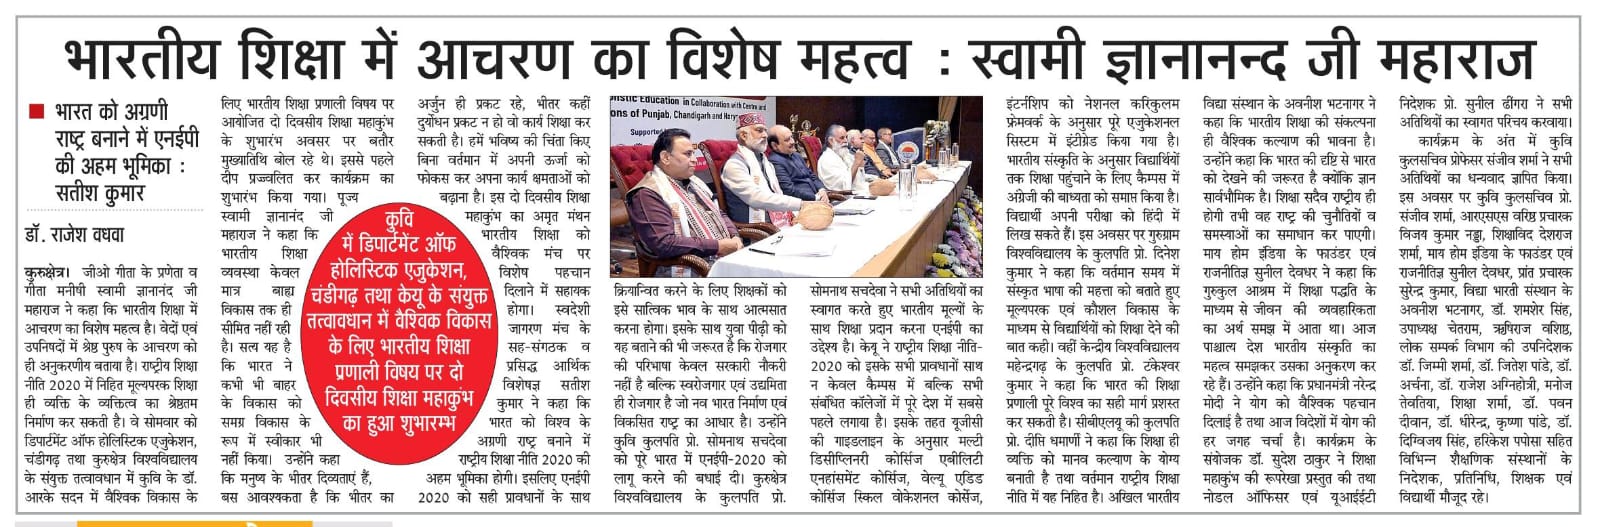 भारतीय शिक्षा में आचरण का विशेष महत्व : स्वामी ज्ञानानन्द जी महाराज
भारत को अग्रणी
राष्ट्र बनाने में एनईपी
की अहम भूमिका :
सतीश कुमार
डॉ. राजेश वधवा
कुरुक्षेत्र। जीओ गीता के प्रणेता व
गीता मनीषी स्वामी ज्ञानानंद जी
महाराज ने कहा कि भारतीय शिक्षा में
आचरण का विशेष महत्व है। वेदों एवं
उपनिषदों में श्रेष्ठ पुरुष के आचरण को
ही अनुकरणीय बताया है। राष्ट्रीय शिक्षा
नीति 2020 में निहित मूल्यपरक शिक्षा
ही व्यक्ति के व्यक्तित्व का श्रेष्ठतम
निर्माण कर सकती है। वे सोमवार को
डिपार्टमेंट ऑफ होलिस्टिक एजुकेशन,
चंडीगढ़ तथा कुरुक्षेत्र विश्वविद्यालय
के संयुक्त तत्वावधान में कुवि के डॉ.
आरके सदन में वैश्विक विकास के
लिए भारतीय शिक्षा प्रणाली विषय पर
आयोजित दो दिवसीय शिक्षा महाकुंभ
के शुभारंभ अवसर पर बतौर
मुख्यातिथि बोल रहे थे। इससे पहले
दीप प्रज्ज्वलित कर कार्यक्रम का
शुभारंभ किया गया। पूज्य
स्वामी ज्ञानानंद जी
महाराज ने कहा कि
भारतीय शिक्षा
व्यवस्था केवल
मात्र बाह्य
विकास तक ही
सीमित नहीं रही
है। सत्य यह है
कि भारत ने
कभी भी बाहर
के विकास को
समग्र विकास के
रूप में स्वीकार भी
नहीं किया। उन्होंने कहा
कि मनुष्य के भीतर दिव्यताएं हैं,
बस आवश्यकता है कि भीतर का
कुवि
में डिपार्टमेंट ऑफ
होलिस्टिक एजुकेशन,
चंडीगढ़ तथा केयू के संयुक्त
तत्वावधान में वैश्विक विकास
के लिए भारतीय शिक्षा
प्रणाली विषय पर दो
दिवसीय शिक्षा महाकुंभ
का हुआ शुभारम्भ
अर्जुन ही प्रकट रहे, भीतर कहीं
दुर्योधन प्रकट न हो वो कार्य शिक्षा कर
सकती है। हमें भविष्य की चिंता किए
बिना वर्तमान में अपनी ऊर्जा को
फोकस कर अपना कार्य क्षमताओं को
बढ़ाना है। इस दो दिवसीय शिक्षा
महाकुंभ का अमृत मंथन
भारतीय शिक्षा को
वैश्विक मंच पर
विशेष पहचान
दिलाने में सहायक
होगा। स्वदेशी
जागरण मंच के
सह-संगठक व
प्रसिद्ध आर्थिक
विशेषज्ञ सतीश
कुमार ने कहा कि
भारत को विश्व के
अग्रणी राष्ट्र बनाने में
राष्ट्रीय शिक्षा नीति 2020 की
अहम भूमिका होगी। इसलिए एनईपी
2020 को सही प्रावधानों के साथ
listic Education in Collaboration with Centre and
ons of Punjab, Chandigarh and Hary
क्रियान्वित करने के लिए शिक्षकों को
इसे सात्विक भाव के साथ आत्मसात
करना होगा। इसके साथ युवा पीढ़ी को
यह बताने की भी जरूरत है कि रोजगार
की परिभाषा केवल सरकारी नौकरी
नहीं है बल्कि स्वरोजगार एवं उद्यमिता
ही रोजगार है जो नव भारत निर्माण एवं
विकसित राष्ट्र का आधार है। उन्होंने
कुवि कुलपति प्रो. सोमनाथ सचदेवा
को पूरे भारत में एनईपी-2020 को
लागू करने की बधाई दी। कुरुक्षेत्र
विश्वविद्यालय के कुलपति प्रो.
सोमनाथ सचदेवा ने सभी अतिथियों का
स्वागत करते हुए भारतीय मूल्यों के
साथ शिक्षा प्रदान करना एनईपी का
उद्देश्य है। केयू ने राष्ट्रीय शिक्षा नीति-
2020 को इसके सभी प्रावधानों साथ
न केवल कैम्पस में बल्कि सभी
संबंधित कॉलेजों में पूरे देश में सबसे
पहले लगाया है। इसके तहत यूजीसी
की गाइडलाइन के अनुसार मल्टी
डिसीप्लिनरी कोर्सिज एबीलिटी
एनहांसमेंट कोर्सिज, वेल्यू एडिड
कोर्सिज स्किल वोकेशनल कोर्सेज,
इंटर्नशिप को नेशनल करिकुलम
फ्रेमवर्क के अनुसार पूरे एजुकेशनल
सिस्टम में इंटीग्रेड किया गया है।
भारतीय संस्कृति के अनुसार विद्यार्थियों
तक शिक्षा पहुंचाने के लिए कैम्पस में
अंग्रेजी की बाध्यता को समाप्त किया है।
विद्यार्थी अपनी परीक्षा को हिंदी में
लिख सकते हैं। इस अवसर पर गुरुग्राम
विश्वविद्यालय के कुलपति प्रो. दिनेश
कुमार ने कहा कि वर्तमान समय में
संस्कृत भाषा की महत्ता को बताते हुए
मूल्यपरक एवं कौशल विकास के
माध्यम से विद्यार्थियों को शिक्षा देने की
बात कही। वहीं केन्द्रीय विश्वविद्यालय
महेन्द्रगढ़ के कुलपति प्रो. टंकेश्वर
कुमार ने कहा कि भारत की शिक्षा
प्रणाली पूरे विश्व का सही मार्ग प्रशस्त
कर सकती है। सीबीएलयू की कुलपति
प्रो. दीप्ति धमार्णी ने कहा कि शिक्षा ही
व्यक्ति को मानव कल्याण के योग्य
बनाती है तथा वर्तमान राष्ट्रीय शिक्षा
नीति में यह निहित है। अखिल भारतीय
विद्या संस्थान के अवनीश भटनागर ने
कहा कि भारतीय शिक्षा की संकल्पना
ही वैश्विक कल्याण की भावना है।
उन्होंने कहा कि भारत की दृष्टि से भारत
को देखने की जरूरत है क्योंकि ज्ञान
सार्वभौमिक है। शिक्षा सदैव राष्ट्रीय ही
होगी तभी वह राष्ट्र की चुनौतियों व
समस्याओं का समाधान कर पाएगी।
माय होम इंडिया के फाउंडर एवं
राजनीतिज्ञ सुनील देवधर ने कहा कि
गुरुकुल आश्रम में शिक्षा पद्धति के
माध्यम से जीवन की व्यवहारिकता
का अर्थ समझ में आता था। आज
पाश्चात्य देश भारतीय संस्कृति का
महत्व समझकर उसका अनुकरण कर
रहे हैं। उन्होंने कहा कि प्रधानमंत्री नरेन्द्र
मोदी ने योग को वैश्विक पहचान
दिलाई है तथा आज विदेशों में योग की
हर जगह चर्चा है। कार्यक्रम के
संयोजक डॉ. सुदेश ठाकुर ने शिक्षा
महाकुंभ की रूपरेखा प्रस्तुत की तथा
नोडल ऑफिसर एवं यूआईईटी
निदेशक प्रो. सुनील ढींगरा ने सभी
अतिथियों का स्वागत परिचय करवाया।
कार्यक्रम के अंत में कुवि
कुलसचिव प्रोफेसर संजीव शर्मा ने सभी
अतिथियों का धन्यवाद ज्ञापित किया।
इस अवसर पर कुवि कुलसचिव प्रो.
संजीव शर्मा, आरएसएस वरिष्ठ प्रचारक
विजय कुमार नड्डा, शिक्षाविद देशराज
शर्मा, माय होम इंडिया के फाउंडर एवं
राजनीतिज्ञ सुनील देवधर, प्रांत प्रचारक
सुरेन्द्र कुमार, विद्या भारती संस्थान के
अवनीश भटनागर, डॉ. शमशेर सिंह,
उपाध्यक्ष चेतराम, ऋषिराज वशिष्ठ,
लोक सम्पर्क विभाग की उपनिदेशक
डॉ. जिम्मी शर्मा, डॉ. जितेश पांडे, डॉ.
अर्चना, डॉ. राजेश अग्निहोत्री, मनोज
तेवतिया, शिक्षा शर्मा, डॉ. पवन
दीवान, डॉ. धीरेन्द्र, कृष्णा पांडे, डॉ.
दिग्विजय सिंह, हरिकेश पपोसा सहित
विभिन्न शैक्षणिक संस्थानों के
निदेशक, प्रतिनिधि, शिक्षक एवं
विद्यार्थी मौजूद रहे।